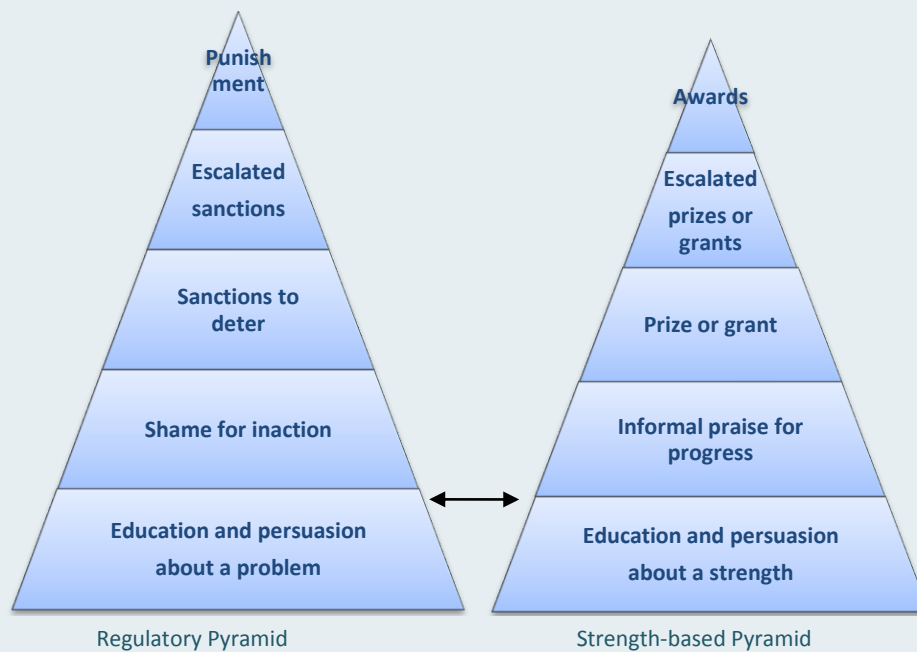 Punish
ment
Escalated
sanctions
Sanctions to
deter
Shame for inaction
Education and persuasion
about a problem
Regulatory Pyramid
Awards
Escalated
prizes or
grants
Prize or grant
Informal praise for
progress
Education and persuasion
about a strength
Strength-based Pyramid